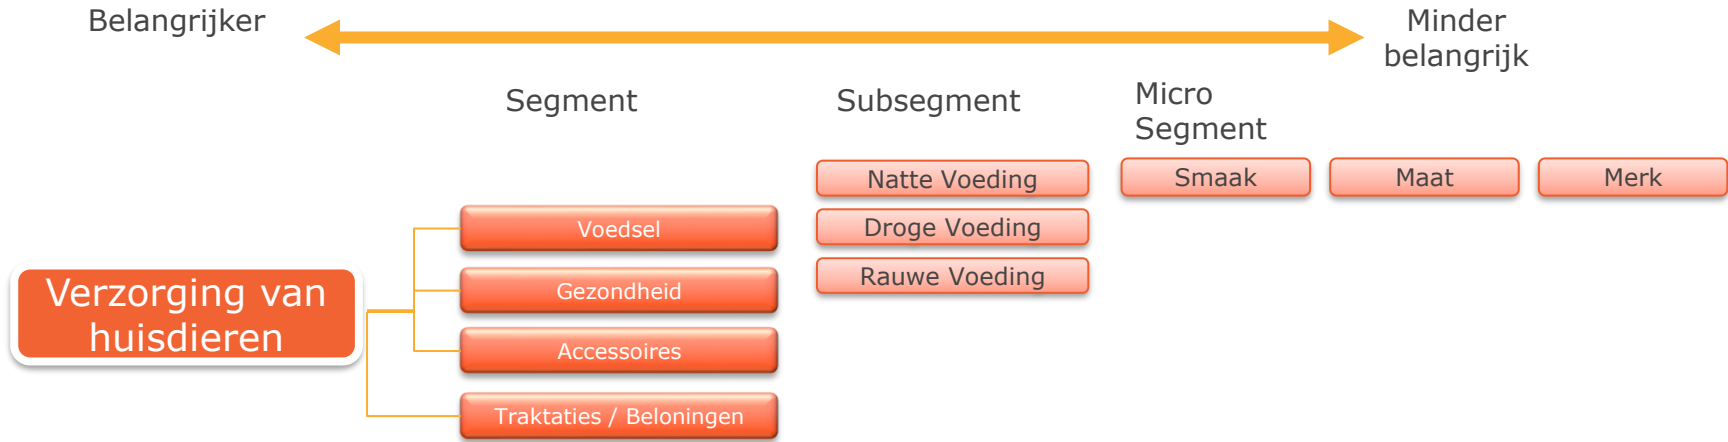 Belangrijker
Minder
belangrijk
Segment
Subsegment
Micro
Segment
Natte Voeding
Smaak
Maat
Merk
Voedsel
Droge Voeding
Rauwe Voeding
Verzorging van
huisdieren
Gezondheid
Accessoires
Traktaties / Beloningen